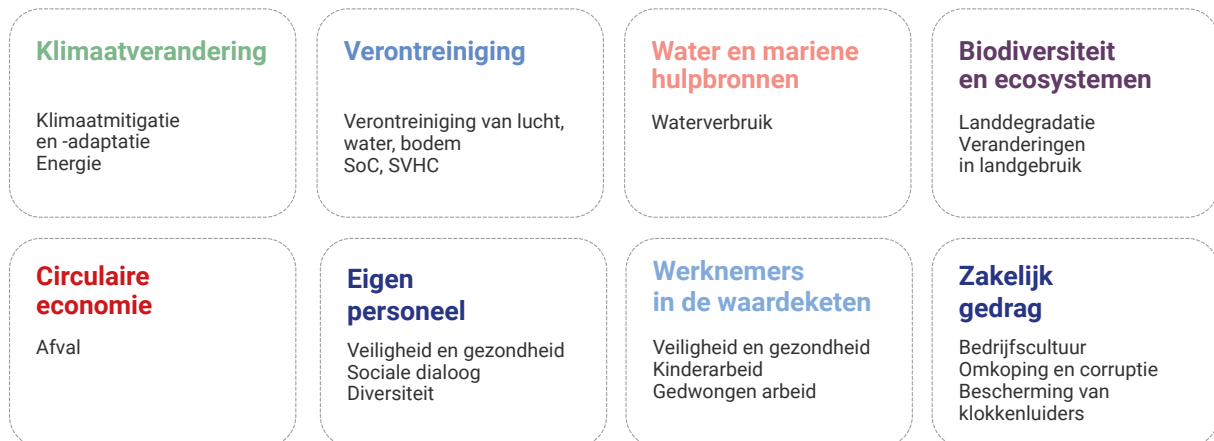 Klimaatverandering
Klimaatmitigatie
en -adaptatie
Energie
Verontreiniging
Verontreiniging van lucht,
water, bodem
SoC, SVHC
Water en mariene
hulpbronnen
Waterverbruik
Biodiversiteit
en ecosystemen
Landdegradatie
Veranderingen
in landgebruik
Circulaire
economie
Afval
Eigen
personeel
Veiligheid en gezondheid
Sociale dialoog
Diversiteit
Werknemers
in de waardeketen
Veiligheid en gezondheid
Kinderarbeid
Gedwongen arbeid
Zakelijk
gedrag
Bedrijfscultuur
Omkoping en corruptie
Bescherming van
klokkenluiders